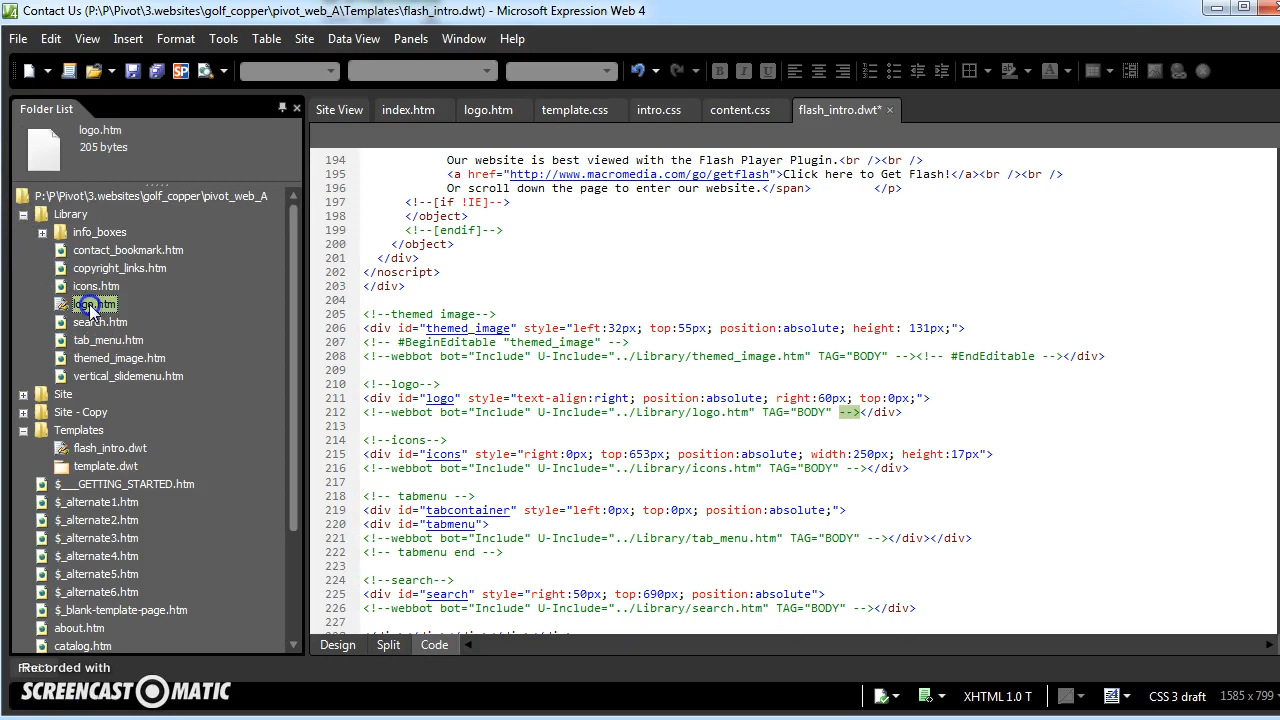 Contact Us (P:\P\Pivot\3.websites\golf_copper\pivot_web_A\Templates\flash_intro.dwt) - Microsoft Expression Web 4
File Edit View Insert Format Tools Table Site Data View Panels Window Help
Folder List
logo.htm
205 bytes
P:\P\Pivot\3.websites\golf_copper\pivot_web_A
Library
info_boxes
contact_bookmark.htm
copyright_links.htm
icons.htm
logo.htm
search.htm
tab_menu.htm
themed_image.htm
vertical_slidemenu.htm
Site
Site - Copy
Templates
flash_intro.dwt
template.dwt
$___GETTING_STARTED.htm
$_alternate1.htm
$_alternate2.htm
$_alternate3.htm
$_alternate4.htm
$_alternate5.htm
$_alternate6.htm
$_blank-template-page.htm
about.htm
catalog.htm
Site View index.htm logo.htm template.css intro.css content.css flash_intro.dwt* ×
194 Our website is best viewed with the Flash Player Plugin.<br /><br />
195 <a href="http://www.macromedia.com/go/getflash">Click here to Get Flash!</a><br /><br />
196 Or scroll down the page to enter our website.</span> </p>
197 <!--[if !IE]-->
198 </object>
199 <!--[endif]-->
200 </object>
201 </div>
202 </noscript>
203 </div>
204
205 <!--themed image-->
206 <div id="themed_image" style="left:32px; top:55px; position:absolute; height: 131px;">
207 <!-- #BeginEditable "themed_image" -->
208 <!--webbot bot="Include" U-Include="../Library/themed_image.htm" TAG="BODY" --><!-- #EndEditable --></div>
209
210 <!--logo-->
211 <div id="logo" style="text-align:right; position:absolute; right:60px; top:0px;">
212 <!--webbot bot="Include" U-Include="../Library/logo.htm" TAG="BODY" --></div>
213
214 <!--icons-->
215 <div id="icons" style="right:0px; top:653px; position:absolute; width:250px; height:17px">
216 <!--webbot bot="Include" U-Include="../Library/icons.htm" TAG="BODY" --></div>
217
218 <!-- tabmenu -->
219 <div id="tabcontainer" style="left:0px; top:0px; position:absolute;">
220 <div id="tabmenu">
221 <!--webbot bot="Include" U-Include="../Library/tab_menu.htm" TAG="BODY" --></div></div>
222 <!-- tabmenu end -->
223
224 <!--search-->
225 <div id="search" style="right:50px; top:690px; position:absolute">
226 <!--webbot bot="Include" U-Include="../Library/search.htm" TAG="BODY" --></div>
227
Design Split Code
Recorded with
SCREENCAST MATIC
XHTML 1.0 T CSS 3 draft 1585 x 799